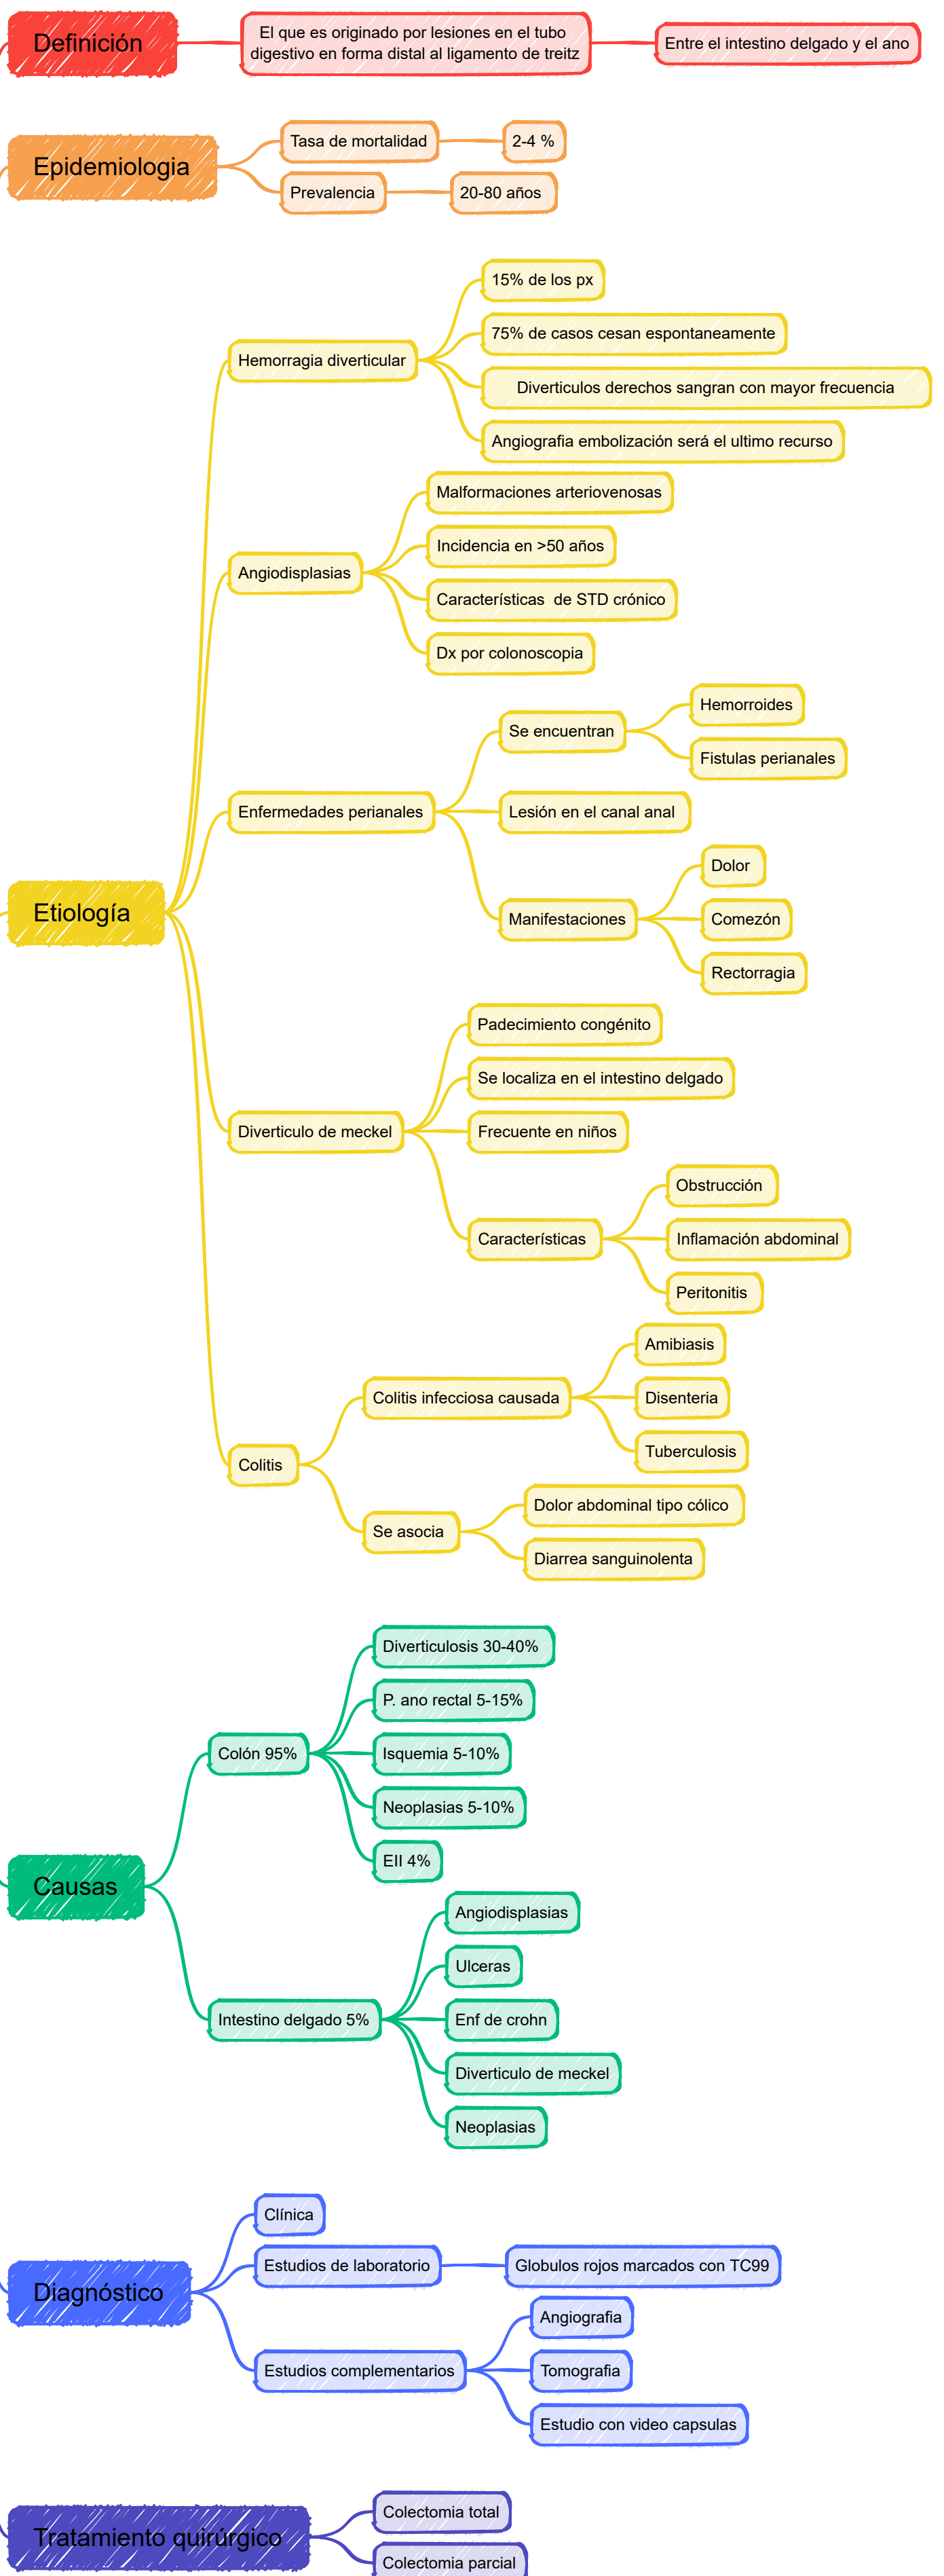 Definición
El que es originado por lesiones en el tubo
digestivo en forma distal al ligamento de treitz
Entre el intestino delgado y el ano
Epidemiologia
Tasa de mortalidad
2-4 %
Prevalencia
20-80 años
Etiología
Hemorragia diverticular
15% de los px
75% de casos cesan espontaneamente
Diverticulos derechos sangran con mayor frecuencia
Angiografia embolización será el ultimo recurso
Angiodisplasias
Malformaciones arteriovenosas
Incidencia en >50 años
Características  de STD crónico
Dx por colonoscopia
Enfermedades perianales
Se encuentran
Hemorroides
Fistulas perianales
Lesión en el canal anal
Manifestaciones
Dolor
Comezón
Rectorragia
Diverticulo de meckel
Padecimiento congénito
Se localiza en el intestino delgado
Frecuente en niños
Características
Obstrucción
Inflamación abdominal
Peritonitis
Colitis
Colitis infecciosa causada
Amibiasis
Disenteria
Tuberculosis
Se asocia
Dolor abdominal tipo cólico
Diarrea sanguinolenta
Causas
Colón 95%
Diverticulosis 30-40%
P. ano rectal 5-15%
Isquemia 5-10%
Neoplasias 5-10%
EII 4%
Intestino delgado 5%
Angiodisplasias
Ulceras
Enf de crohn
Diverticulo de meckel
Neoplasias
Diagnóstico
Clínica
Estudios de laboratorio
Globulos rojos marcados con TC99
Estudios complementarios
Angiografia
Tomografia
Estudio con video capsulas
Tratamiento quirúrgico
Colectomia total
Colectomia parcial